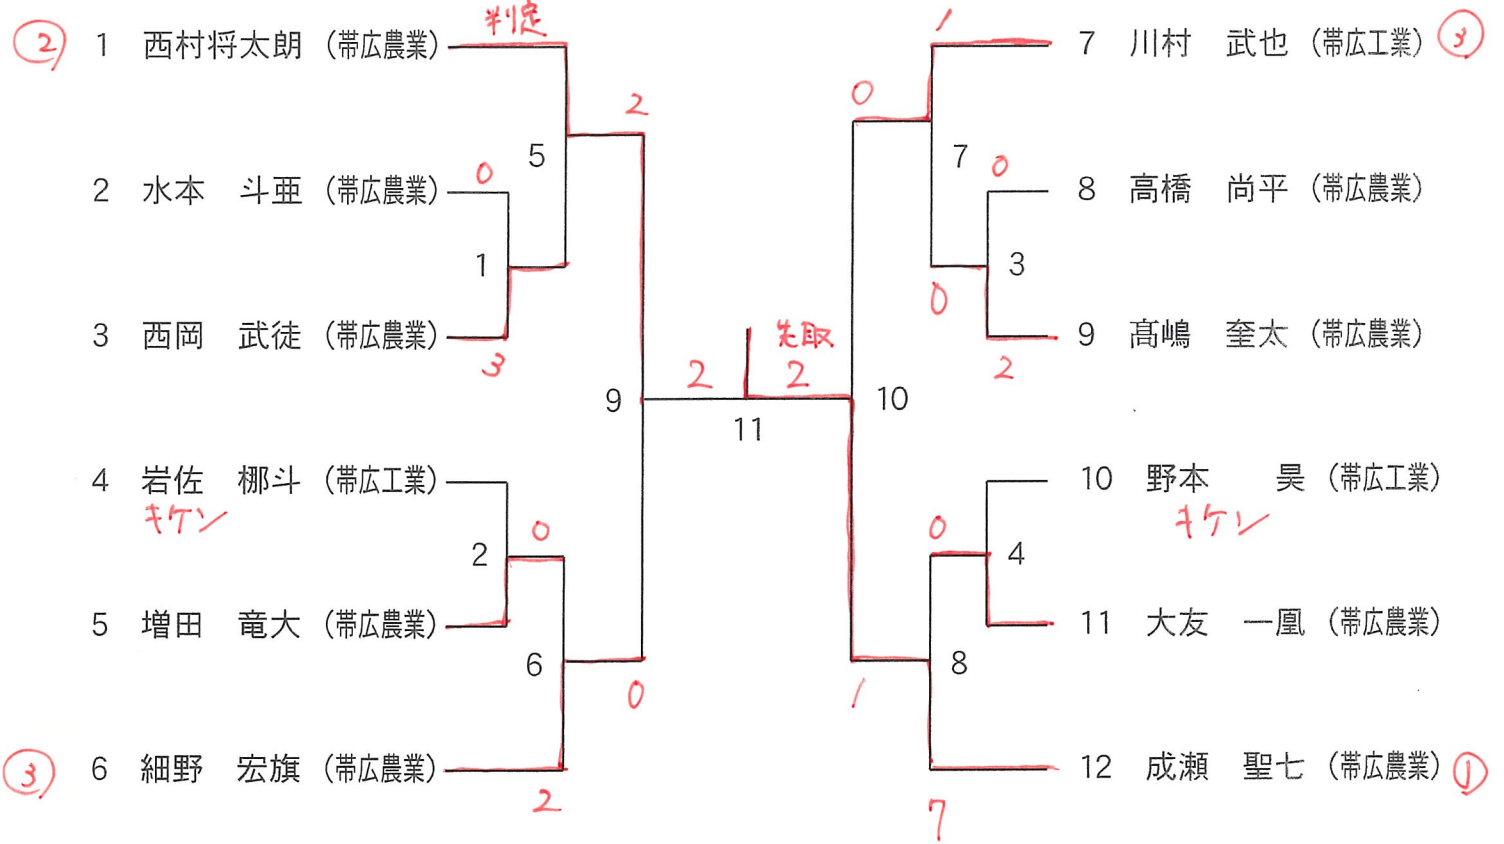 ② 1 西村将太朗 (帯広農業) 判定
2
5
2 水本 斗亜 (帯広農業) 0
1
3 西岡 武徒 (帯広農業) 3
9
4 岩佐 梛斗 (帯広工業)
キケン
0
2
5 増田 竜大 (帯広農業)
6
0
③ 6 細野 宏旗 (帯広農業)
2
先取
2 2
11
1 7 川村 武也 (帯広工業) ③
0
7
0 8 高橋 尚平 (帯広農業)
3
0
9 髙嶋 奎太 (帯広農業)
2
10
10 野本 昊 (帯広工業)
キケン
0
4
11 大友 一凰 (帯広農業)
8
1
12 成瀬 聖七 (帯広農業) ①
7